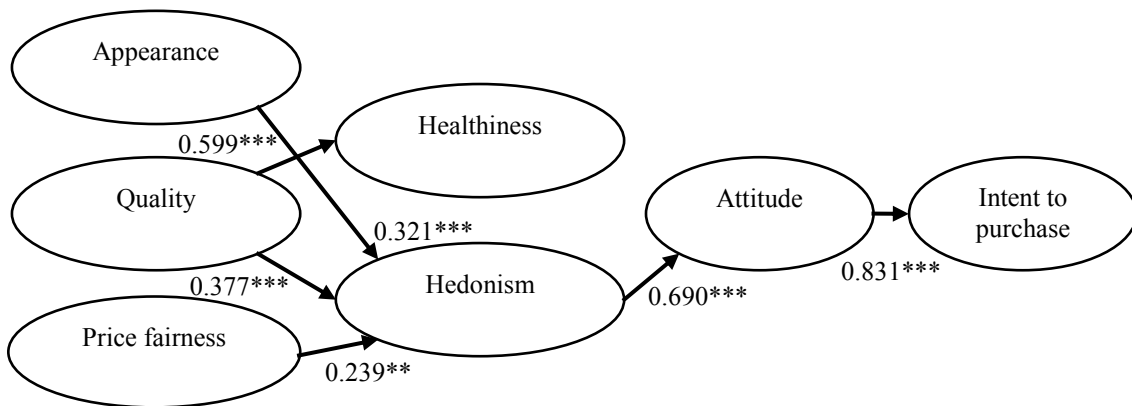 Appearance
Healthiness
0.599***
Quality
Attitude
Intent to
purchase
0.321***
0.377***
Hedonism
0.690***
0.831***
Price fairness
0.239**